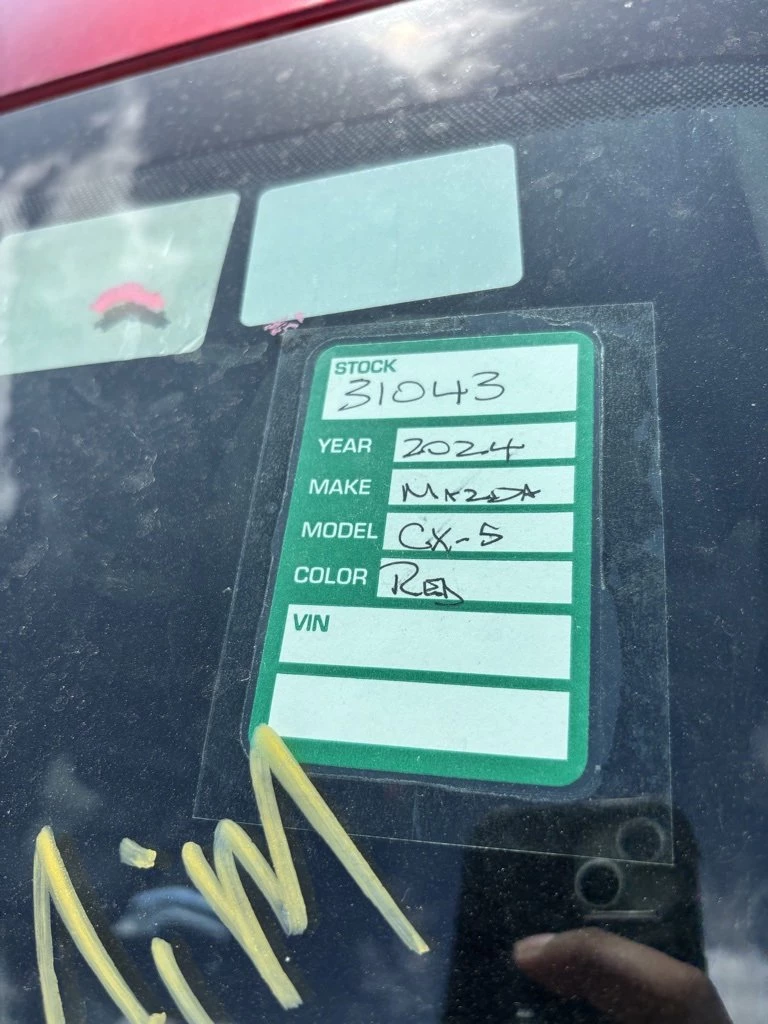 STOCK
31043
YEAR 2024
MAKE MAZDA
MODEL CX-5
COLOR RED
VIN